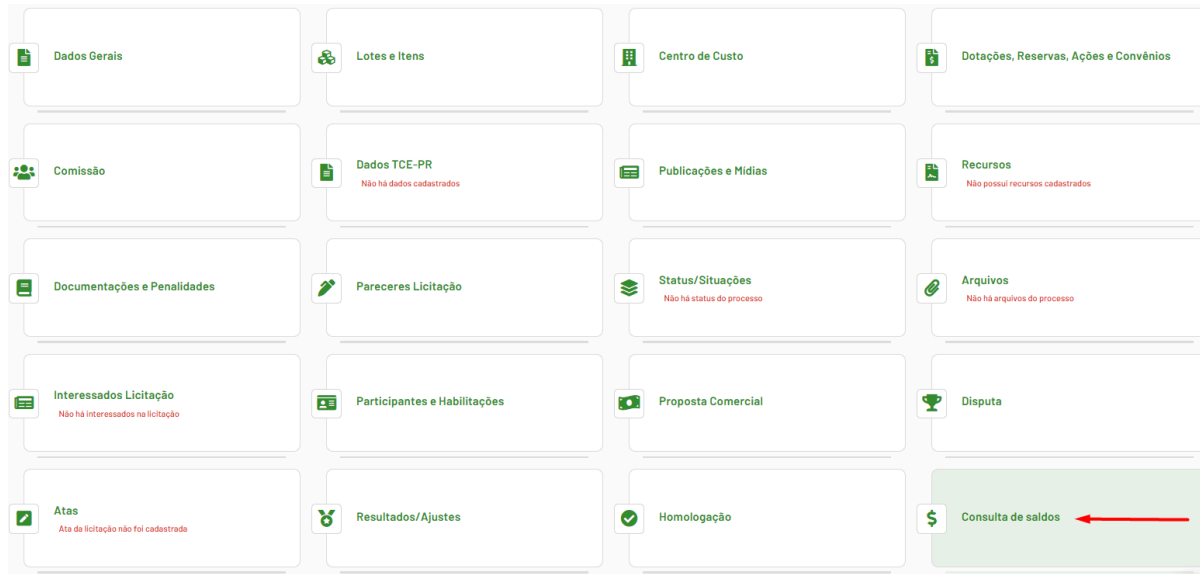 Dados Gerais
Lotes e Itens
Centro de Custo
Dotações, Reservas, Ações e Convênios
Comissão
Dados TCE-PR
Não há dados cadastrados
Publicações e Mídias
Recursos
Não possui recursos cadastrados
Documentações e Penalidades
Pareceres Licitação
Status/Situações
Não há status do processo
Arquivos
Não há arquivos do processo
Interessados Licitação
Não há interessados na licitação
Participantes e Habilitações
Proposta Comercial
Disputa
Atas
Ata da licitação não foi cadastrada
Resultados/Ajustes
Homologação
Consulta de saldos